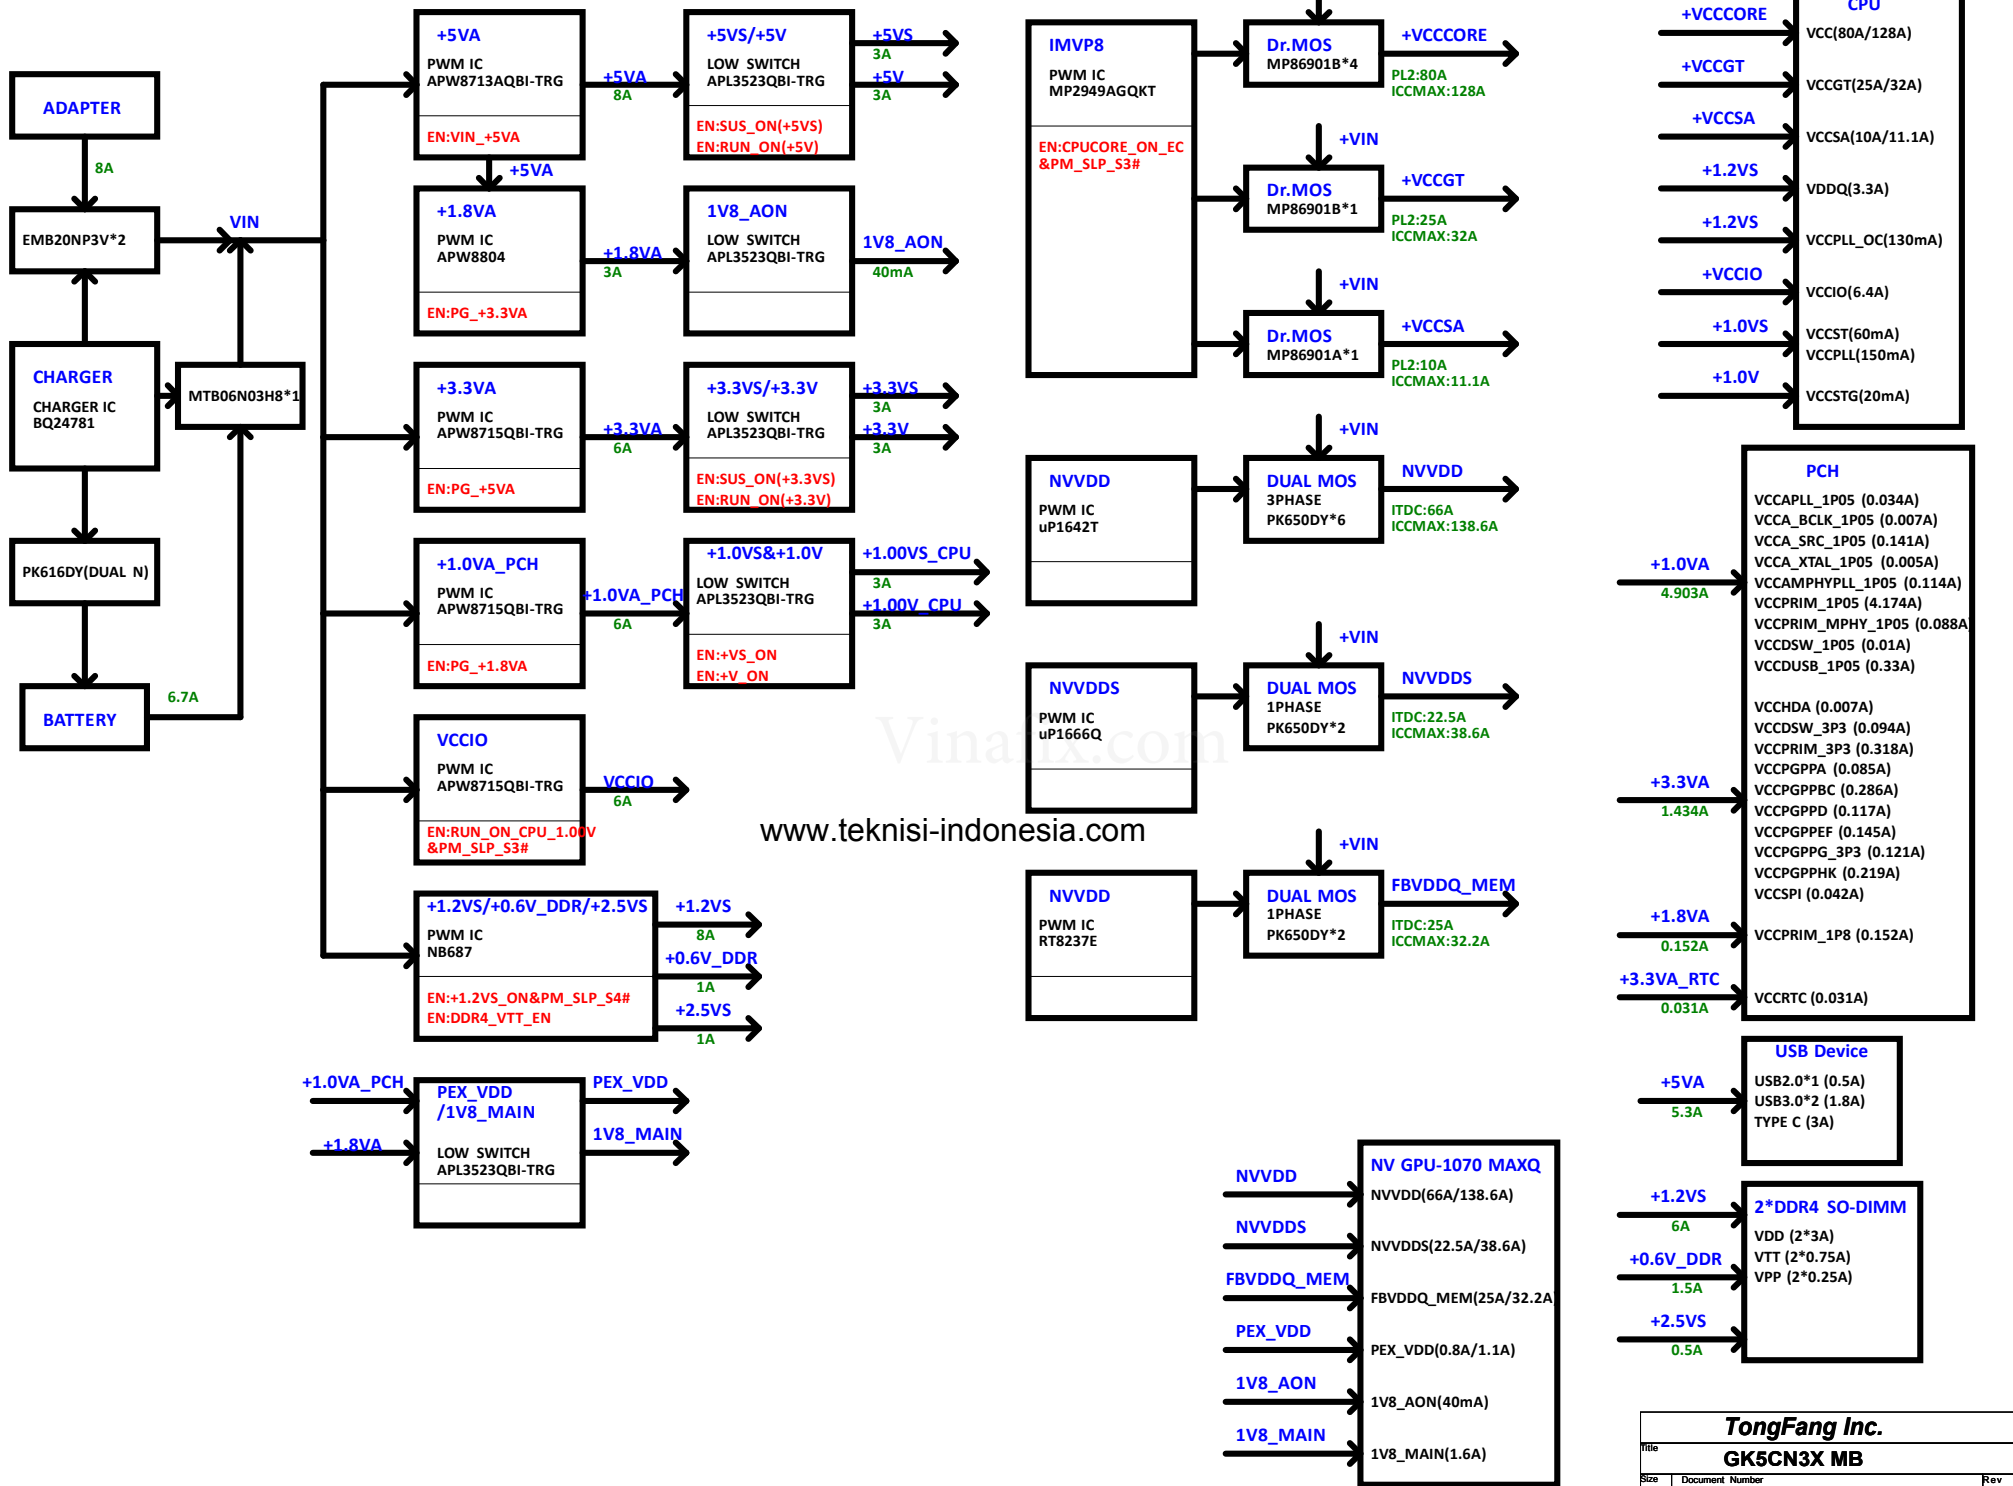 ADAPTER
8A
EMB20NP3V*2
VIN
CHARGER
CHARGER IC
BQ24781
MTB06N03H8*1
PK616DY(DUAL N)
BATTERY
6.7A
+5VA
PWM IC
APW8713AQBI-TRG
EN:VIN_+5VA
+5VA
8A
+5VS/+5V
LOW SWITCH
APL3523QBI-TRG
EN:SUS_ON(+5VS)
EN:RUN_ON(+5V)
+5VS
3A
+5V
3A
+5VA
+1.8VA
PWM IC
APW8804
EN:PG_+3.3VA
+1.8VA
3A
1V8_AON
LOW SWITCH
APL3523QBI-TRG
1V8_AON
40mA
+3.3VA
PWM IC
APW8715QBI-TRG
EN:PG_+5VA
+3.3VA
6A
+3.3VS/+3.3V
LOW SWITCH
APL3523QBI-TRG
EN:SUS_ON(+3.3VS)
EN:RUN_ON(+3.3V)
+3.3VS
3A
+3.3V
3A
+1.0VA_PCH
PWM IC
APW8715QBI-TRG
EN:PG_+1.8VA
+1.0VA_PCH
6A
+1.0VS&+1.0V
LOW SWITCH
APL3523QBI-TRG
EN:+VS_ON
EN:+V_ON
+1.00VS_CPU
3A
+1.00V_CPU
3A
VCCIO
PWM IC
APW8715QBI-TRG
EN:RUN_ON_CPU_1.00V
&PM_SLP_S3#
VCCIO
6A
+1.2VS/+0.6V_DDR/+2.5VS
PWM IC
NB687
EN:+1.2VS_ON&PM_SLP_S4#
EN:DDR4_VTT_EN
+1.2VS
8A
+0.6V_DDR
1A
+2.5VS
1A
+1.0VA_PCH
+1.8VA
PEX_VDD
/1V8_MAIN
LOW SWITCH
APL3523QBI-TRG
PEX_VDD
1V8_MAIN
Vinafix.com
www.teknisi-indonesia.com
IMVP8
PWM IC
MP2949AGQKT
EN:CPUCORE_ON_EC
&PM_SLP_S3#
Dr.MOS
MP86901B*4
+VCCCORE
PL2:80A
ICCMAX:128A
+VIN
Dr.MOS
MP86901B*1
+VCCGT
PL2:25A
ICCMAX:32A
+VIN
Dr.MOS
MP86901A*1
+VCCSA
PL2:10A
ICCMAX:11.1A
NVVDD
PWM IC
uP1642T
+VIN
DUAL MOS
3PHASE
PK650DY*6
NVVDD
ITDC:66A
ICCMAX:138.6A
NVVDDS
PWM IC
uP1666Q
+VIN
DUAL MOS
1PHASE
PK650DY*2
NVVDDS
ITDC:22.5A
ICCMAX:38.6A
NVVDD
PWM IC
RT8237E
+VIN
DUAL MOS
1PHASE
PK650DY*2
FBVDDQ_MEM
ITDC:25A
ICCMAX:32.2A
NVVDD
NVVDDS
FBVDDQ_MEM
PEX_VDD
1V8_AON
1V8_MAIN
NV GPU-1070 MAXQ
NVVDD(66A/138.6A)
NVVDDS(22.5A/38.6A)
FBVDDQ_MEM(25A/32.2A
PEX_VDD(0.8A/1.1A)
1V8_AON(40mA)
1V8_MAIN(1.6A)
CPU
+VCCCORE
VCC(80A/128A)
+VCCGT
VCCGT(25A/32A)
+VCCSA
VCCSA(10A/11.1A)
+1.2VS
VDDQ(3.3A)
+1.2VS
VCCPLL_OC(130mA)
+VCCIO
VCCIO(6.4A)
+1.0VS
VCCST(60mA)
VCCPLL(150mA)
+1.0V
VCCSTG(20mA)
PCH
+1.0VA
4.903A
VCCAPLL_1P05 (0.034A)
VCCA_BCLK_1P05 (0.007A)
VCCA_SRC_1P05 (0.141A)
VCCA_XTAL_1P05 (0.005A)
VCCAMPHYPLL_1P05 (0.114A)
VCCPRIM_1P05 (4.174A)
VCCPRIM_MPHY_1P05 (0.088A)
VCCDSW_1P05 (0.01A)
VCCDUSB_1P05 (0.33A)
+3.3VA
1.434A
VCCHDA (0.007A)
VCCDSW_3P3 (0.094A)
VCCPRIM_3P3 (0.318A)
VCCPGPPA (0.085A)
VCCPGPPBC (0.286A)
VCCPGPPD (0.117A)
VCCPGPPEF (0.145A)
VCCPGPPG_3P3 (0.121A)
VCCPGPPHK (0.219A)
VCCSPI (0.042A)
+1.8VA
0.152A
VCCPRIM_1P8 (0.152A)
+3.3VA_RTC
0.031A
VCCRTC (0.031A)
USB Device
+5VA
5.3A
USB2.0*1 (0.5A)
USB3.0*2 (1.8A)
TYPE C (3A)
2*DDR4 SO-DIMM
+1.2VS
6A
+0.6V_DDR
1.5A
+2.5VS
0.5A
VDD (2*3A)
VTT (2*0.75A)
VPP (2*0.25A)
TongFang Inc.
Title
GK5CN3X MB
Size
Document Number
Rev